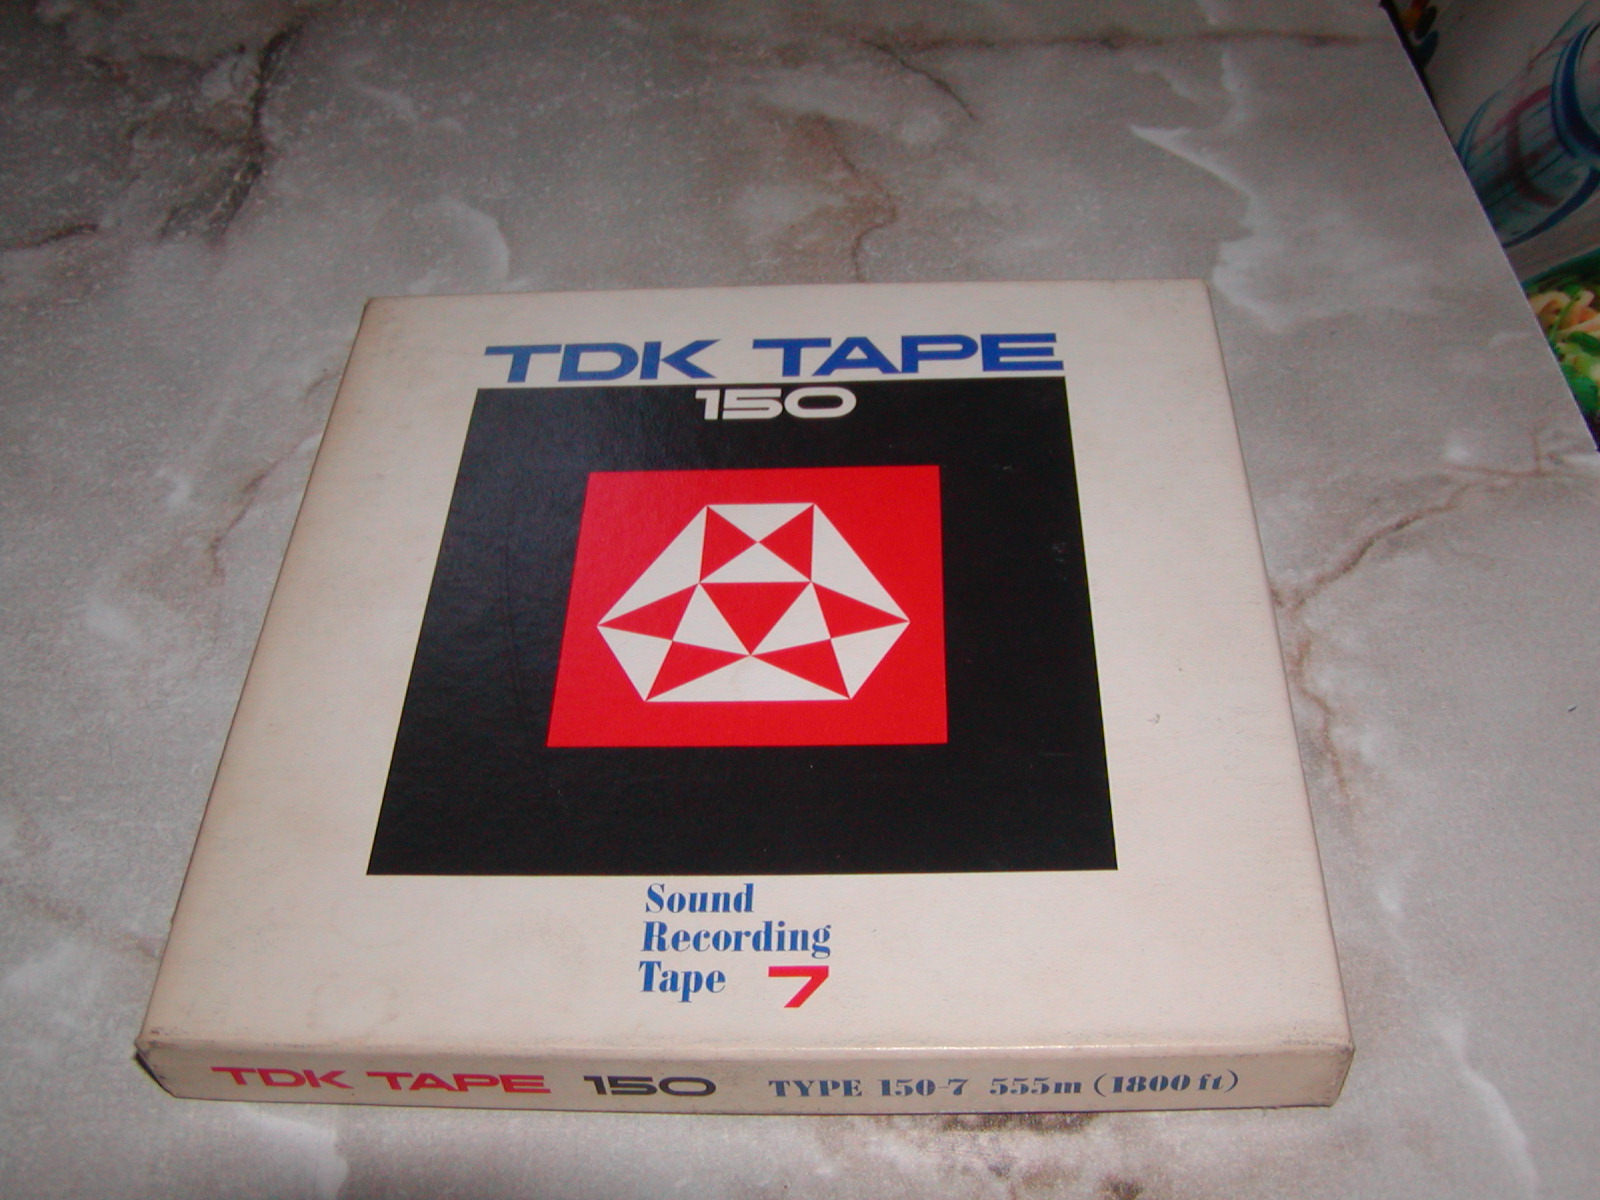 TDK TAPE
150
Sound
Recording
Tape 7
TDK TAPE 150 TYPE 150-7 555m (1800 ft)